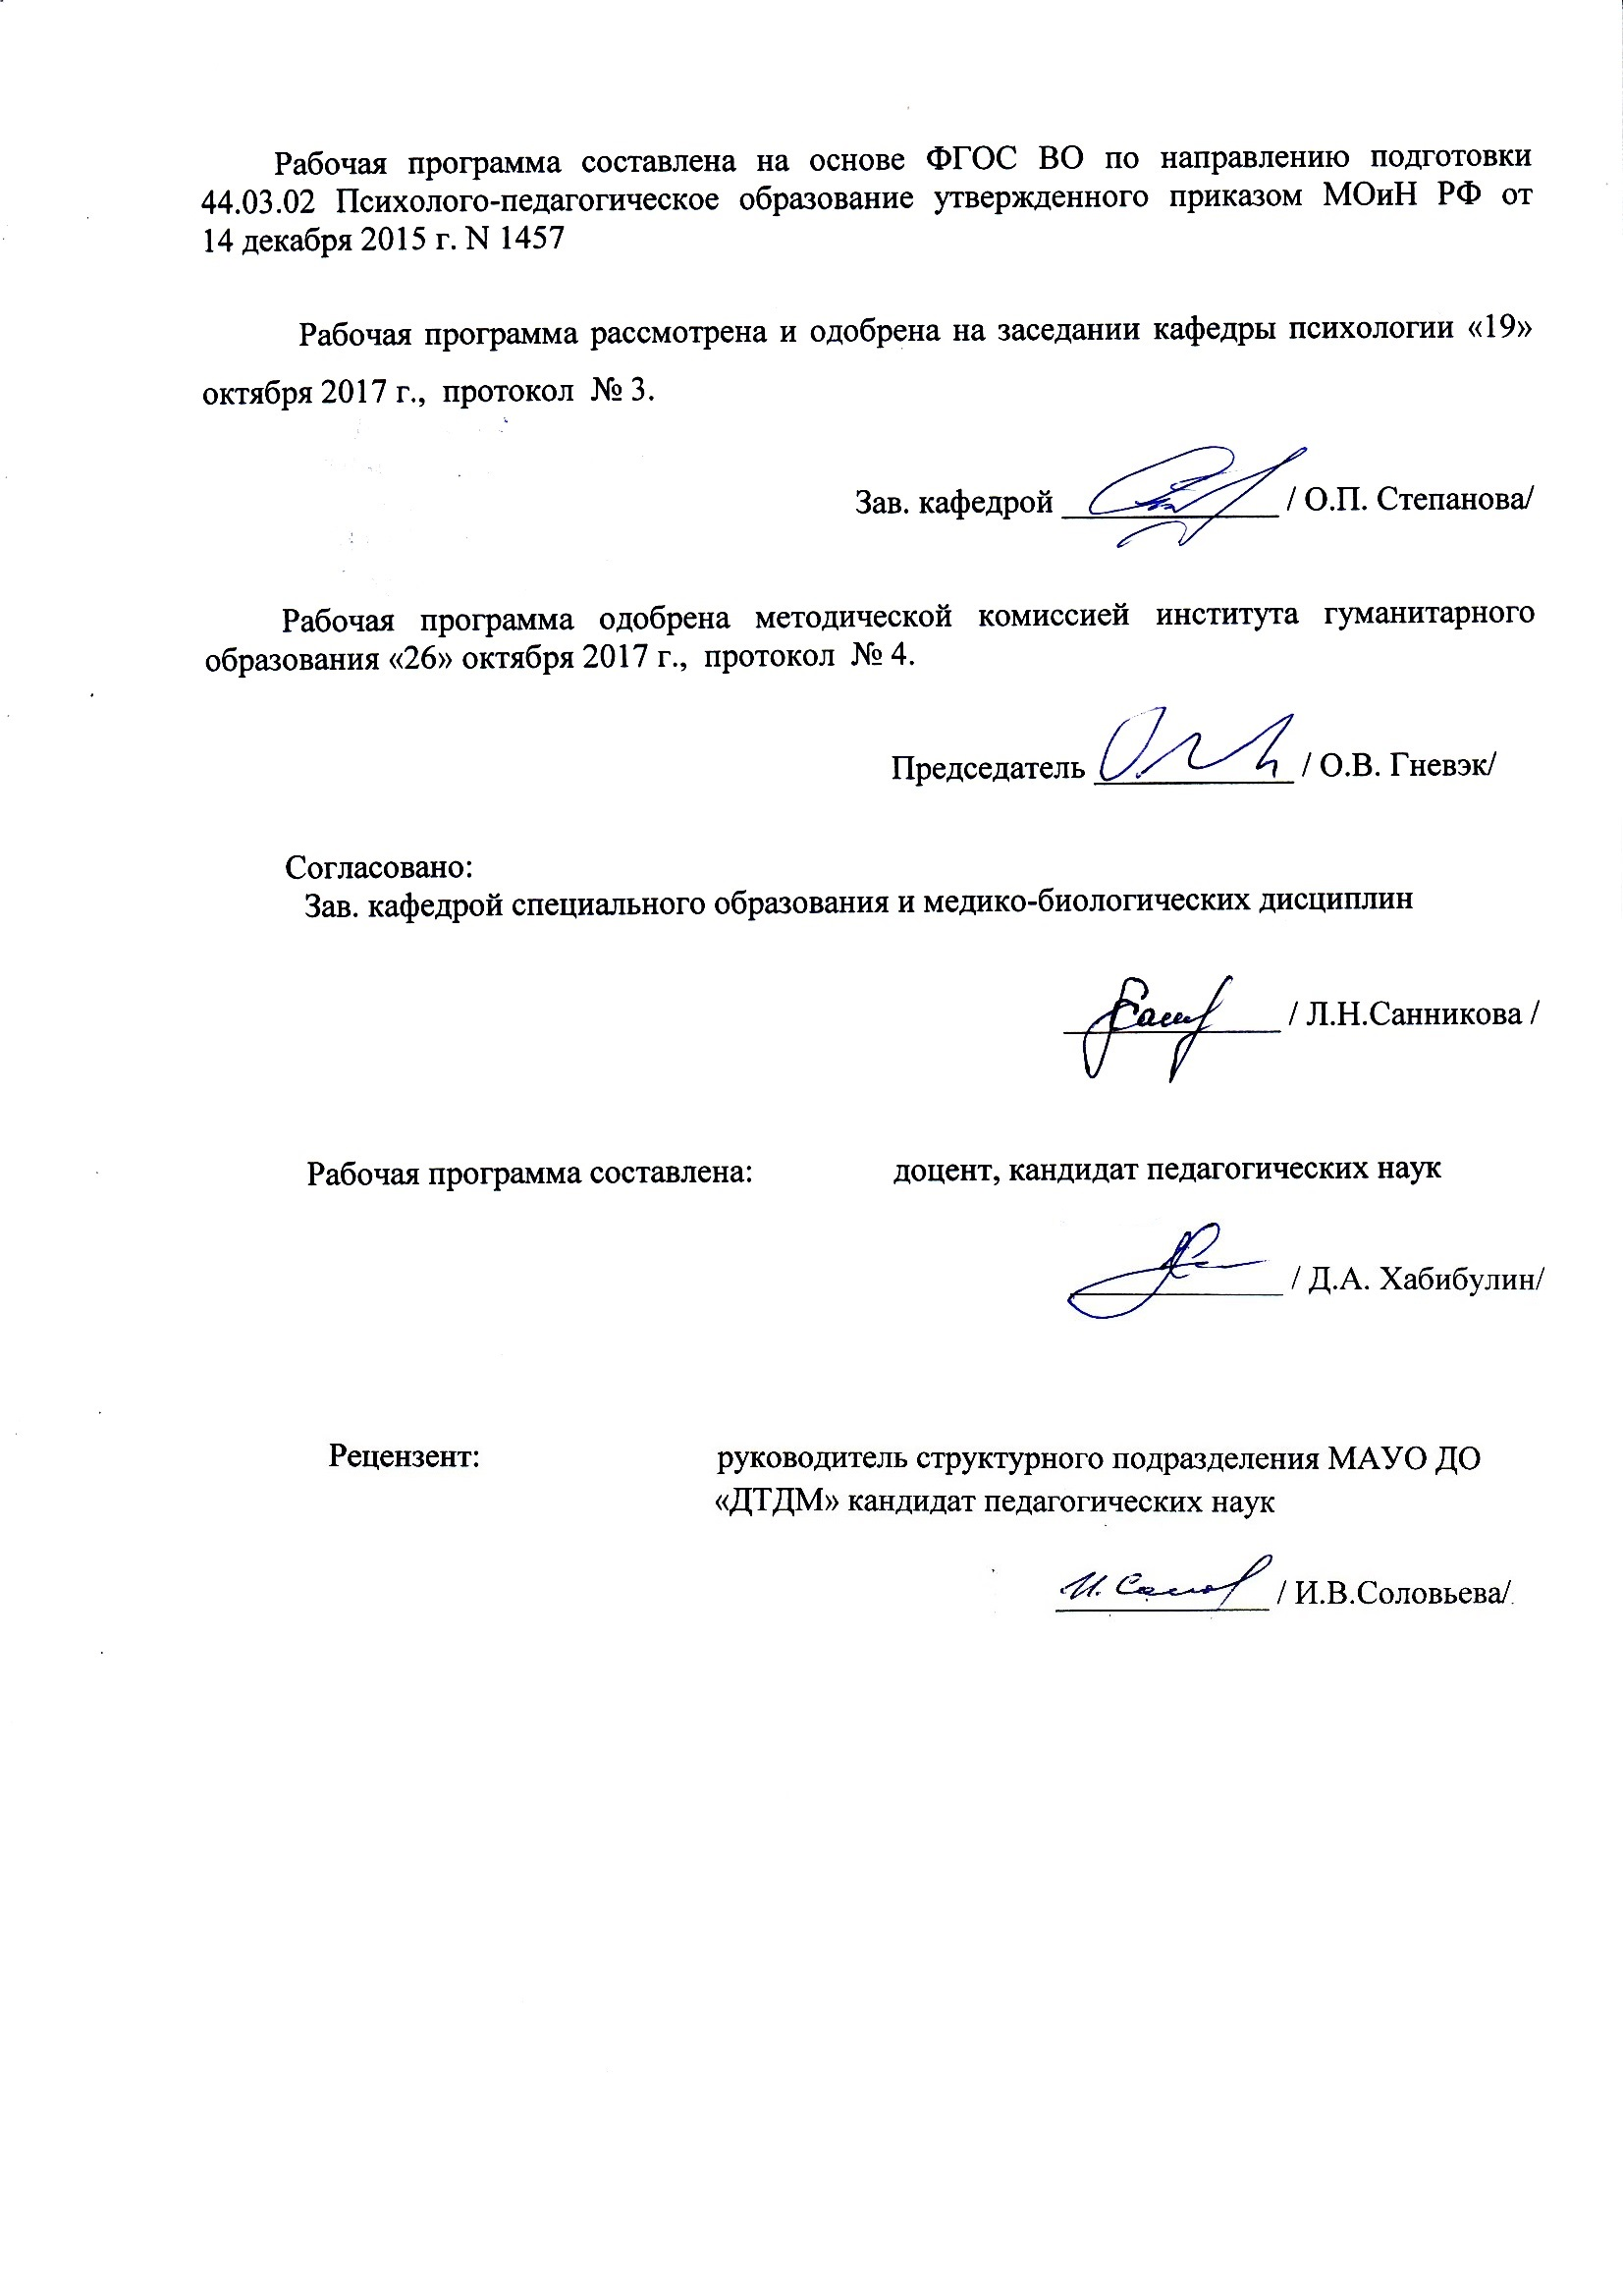 Рабочая программа составлена на основе ФГОС ВО по направлению подготовки
44.03.02 Психолого-педагогическое образование утвержденного приказом МОиН РФ от
14 декабря 2015 г. N 1457
Рабочая программа рассмотрена и одобрена на заседании кафедры психологии «19»
октября 2017 г., протокол № 3.
Зав. кафедрой / О.П. Степанова/
Рабочая программа одобрена методической комиссией института гуманитарного
образования «26» октября 2017 г., протокол № 4.
Председатель / О.В. Гневэк/
Согласовано:
Зав. кафедрой специального образования и медико-биологических дисциплин
/ Л.Н.Санникова /
Рабочая программа составлена: доцент, кандидат педагогических наук
/ Д.А. Хабибулин/
Рецензент: руководитель структурного подразделения МАУО ДО
«ДТДМ» кандидат педагогических наук
/ И.В.Соловьева/